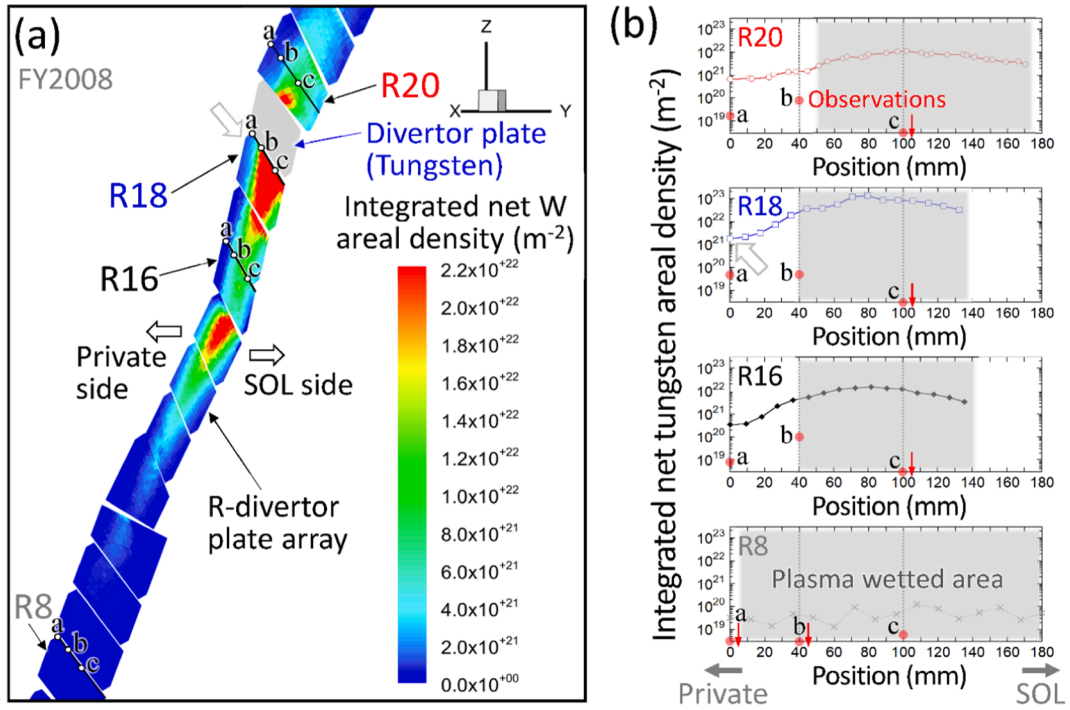 (a)
FY2008
a
b
c
R20
Z
X
Y
a
b
c
Divertor plate
(Tungsten)
R18
Integrated net W
areal density (m⁻²)
a
b
c
R16
2.2x10⁺²²
2.0x10⁺²²
1.8x10⁺²²
1.6x10⁺²²
1.4x10⁺²²
1.2x10⁺²²
1.0x10⁺²²
8.0x10⁺²¹
6.0x10⁺²¹
4.0x10⁺²¹
2.0x10⁺²¹
0.0x10⁺⁰⁰
Private
side
SOL side
R-divertor
plate array
R8
a
b
c
(b)
Integrated net tungsten areal density (m⁻²)
R20
10²³
10²²
10²¹
10²⁰
10¹⁹
a
b
Observations
c
0 20 40 60 80 100 120 140 160 180
Position (mm)
R18
10²³
10²²
10²¹
10²⁰
10¹⁹
a
b
c
0 20 40 60 80 100 120 140 160 180
Position (mm)
R16
10²³
10²²
10²¹
10²⁰
10¹⁹
a
b
c
0 20 40 60 80 100 120 140 160 180
Position (mm)
R8
10²³
10²²
10²¹
10²⁰
10¹⁹
Plasma wetted area
a
b
c
0 20 40 60 80 100 120 140 160 180
Position (mm)
Private
SOL